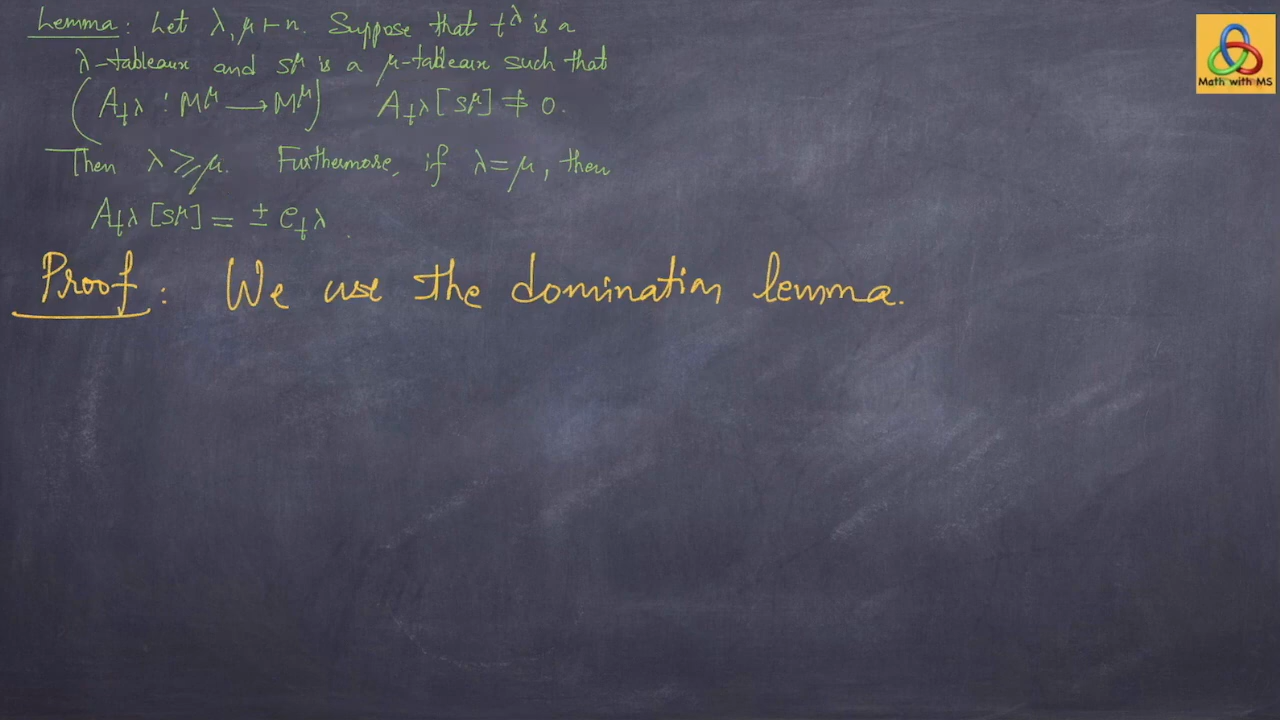 Lemma: Let λ, μ ⊢ n. Suppose that t^λ is a
λ-tableaux and s^μ is a μ-tableaux such that
(A_{t^λ} : M^μ → M^μ) A_{t^λ}[s^μ] ≠ 0.
Then λ ⩾ μ. Furthermore, if λ = μ, then
A_{t^λ}[s^μ] = ± e_{t^λ}.
Proof: We use the domination lemma.
Math with MS